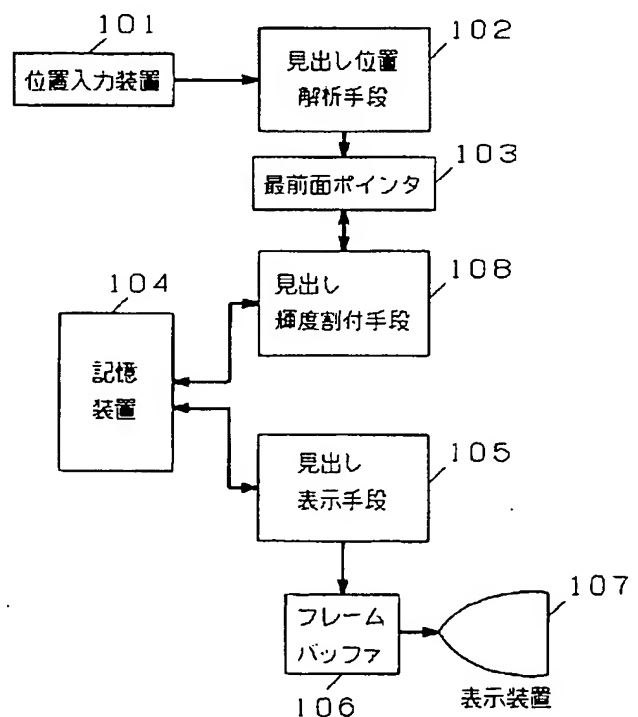 101
位置入力装置
102
見出し位置
解析手段
103
最前面ポインタ
108
見出し
輝度割付手段
104
記憶
装置
105
見出し
表示手段
フレーム
バッファ
106
107
表示装置